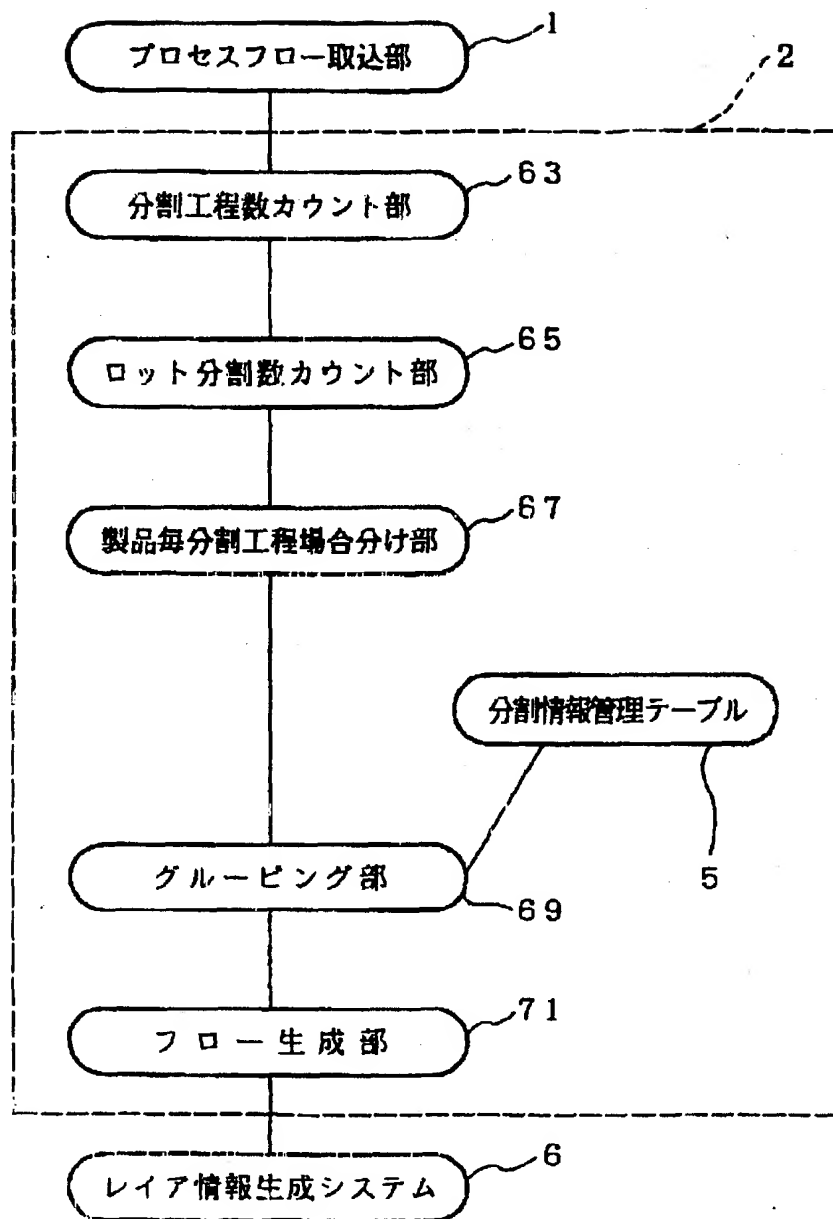 プロセスフロー取込部
1
2
分割工程数カウント部
63
ロット分割数カウント部
65
製品毎分割工程場合分け部
67
分割情報管理テーブル
5
グルーピング部
69
フロー生成部
71
レイア情報生成システム
6